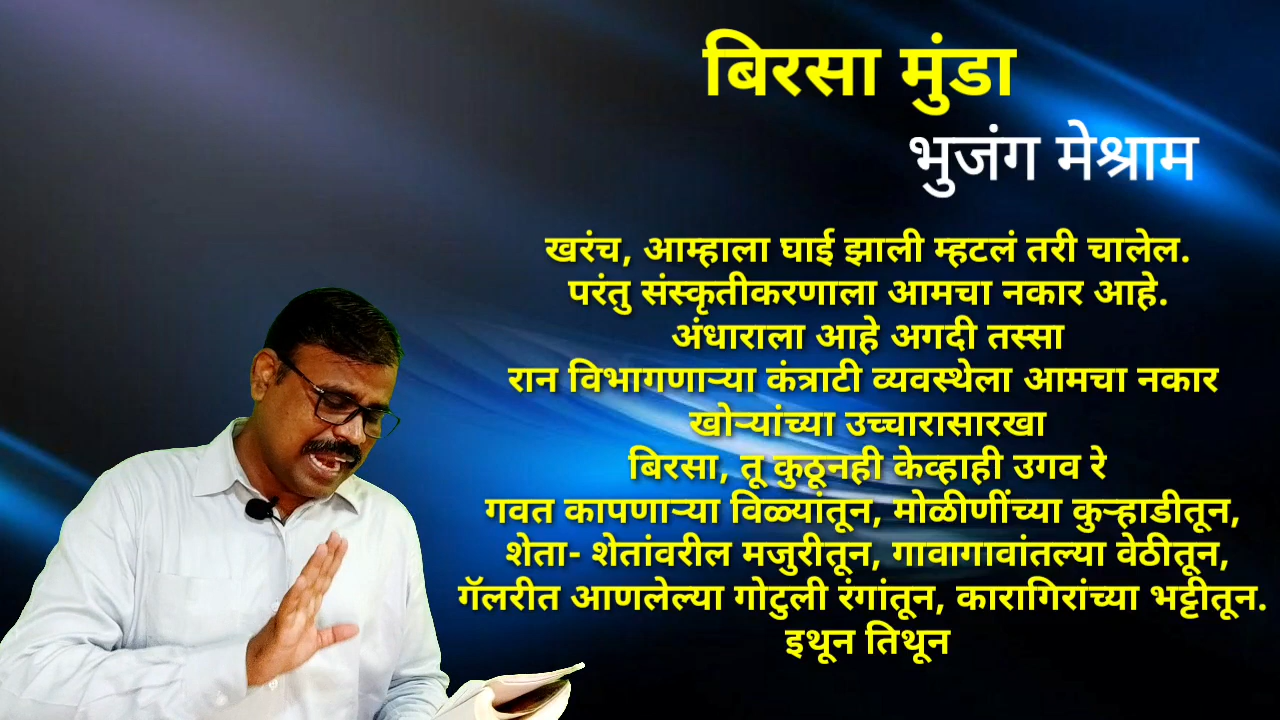 बिरसा मुंडा
भुजंग मेश्राम
खरंच, आम्हाला घाई झाली म्हटलं तरी चालेल.
परंतु संस्कृतीकरणाला आमचा नकार आहे.
अंधाराला आहे अगदी तस्सा
रान विभागणाऱ्या कंत्राटी व्यवस्थेला आमचा नकार
खोऱ्यांच्या उच्चारासारखा
बिरसा, तू कुठूनही केव्हाही उगव रे
गवत कापणाऱ्या विळ्यांतून, मोळीणींच्या कुऱ्हाडीतून,
शेता- शेतांवरील मजुरीतून, गावागावांतल्या वेठीतून,
गॅलरीत आणलेल्या गोटुली रंगांतून, कारागिरांच्या भट्टीतून.
इथून तिथून